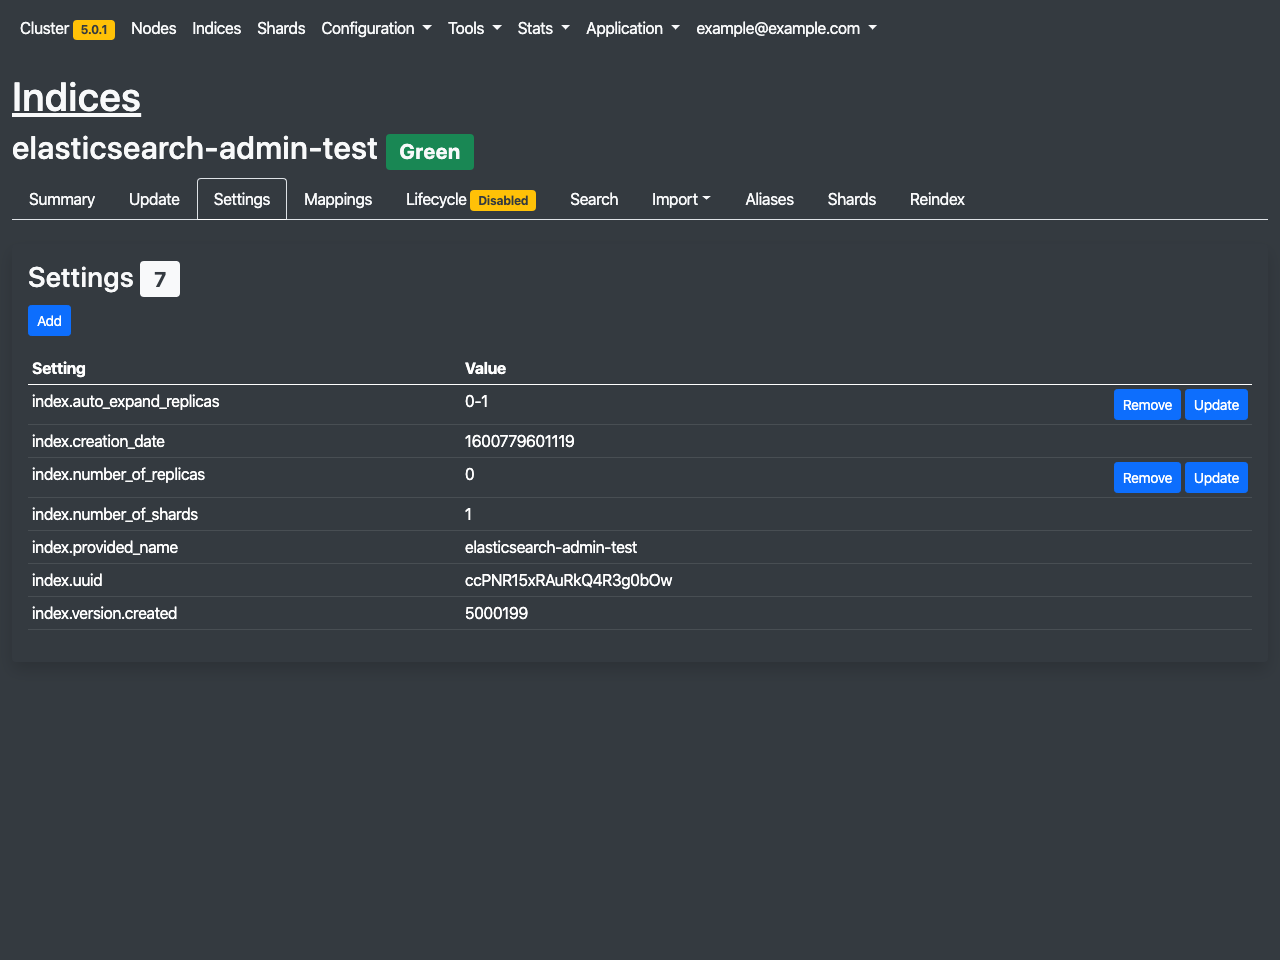 Cluster 5.0.1 Nodes Indices Shards Configuration Tools Stats Application example@example.com
Indices
elasticsearch-admin-test Green
Summary Update Settings Mappings Lifecycle Disabled Search Import Aliases Shards Reindex
Settings 7
Add
Setting Value
index.auto_expand_replicas 0-1 Remove Update
index.creation_date 1600779601119
index.number_of_replicas 0 Remove Update
index.number_of_shards 1
index.provided_name elasticsearch-admin-test
index.uuid ccPNR15xRAuRkQ4R3g0bOw
index.version.created 5000199